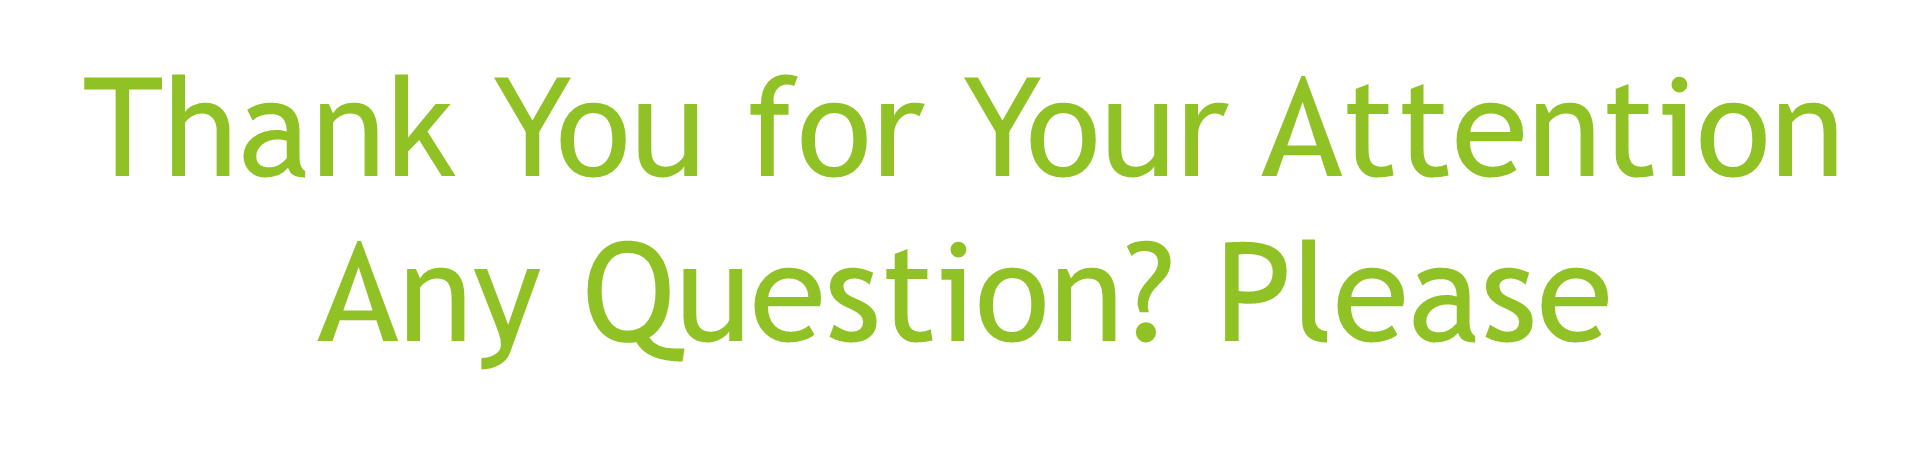 Thank You for Your Attention
Any Question? Please